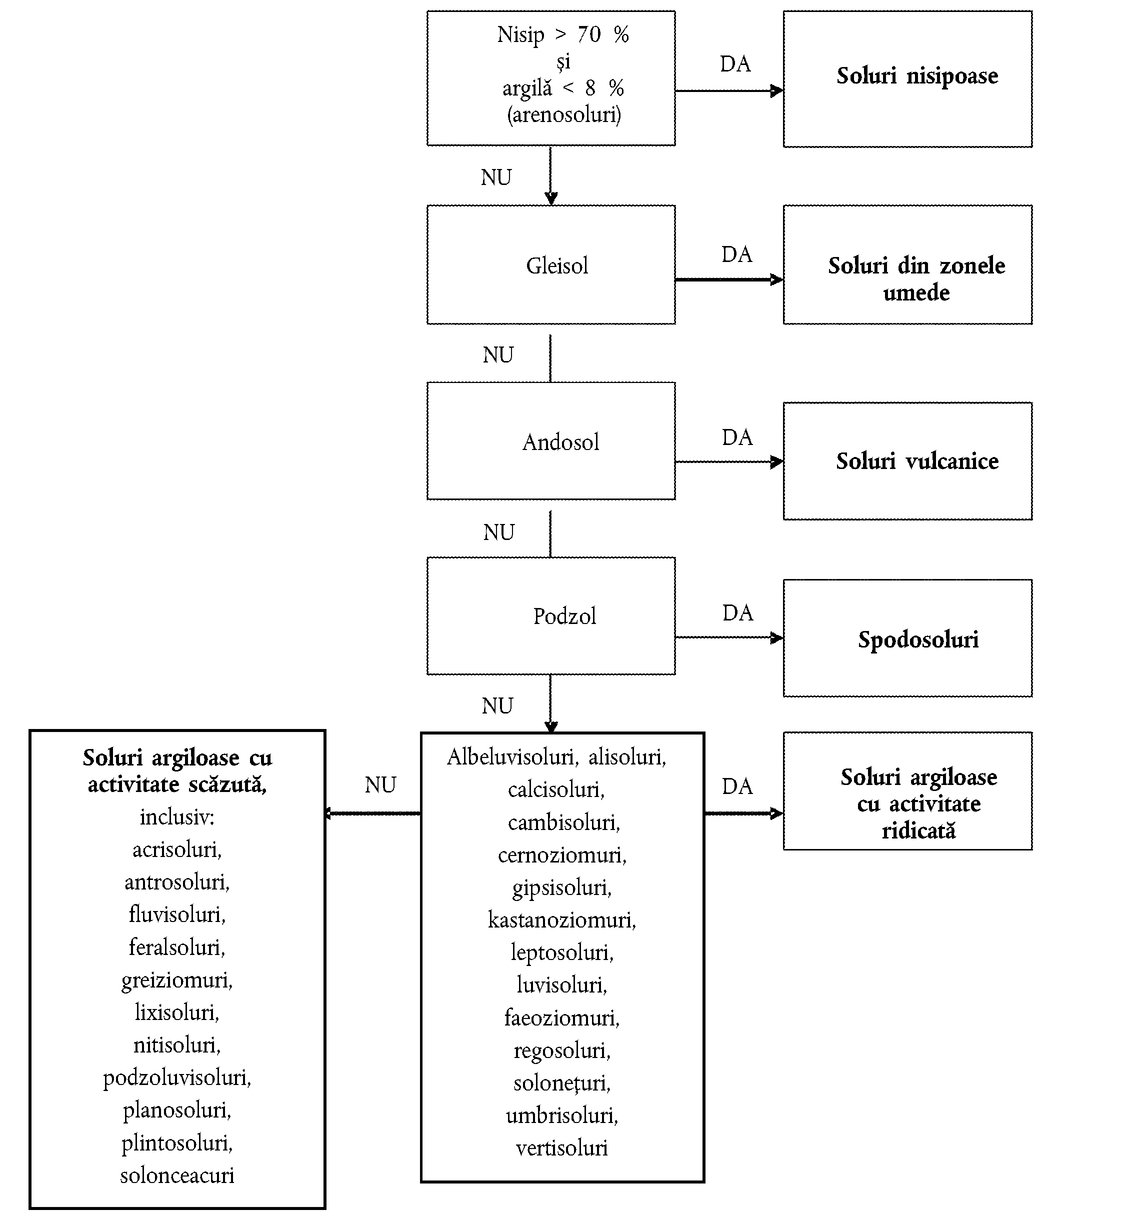 Nisip > 70 %
și
argilă < 8 %
(arenosoluri)
DA
Soluri nisipoase
NU
Gleisol
DA
Soluri din zonele
umede
NU
Andosol
DA
Soluri vulcanice
NU
Podzol
DA
Spodosoluri
NU
Soluri argiloase cu
activitate scăzută,
inclusiv:
acrisoluri,
antrosoluri,
fluvisoluri,
feralsoluri,
greiziomuri,
lixisoluri,
nitisoluri,
podzoluvisoluri,
planosoluri,
plintosoluri,
solonceacuri
NU
Albeluvisoluri, alisoluri,
calcisoluri,
cambisoluri,
cernoziomuri,
gipsisoluri,
kastanoziomuri,
leptosoluri,
luvisoluri,
faeoziomuri,
regosoluri,
solonețuri,
umbrisoluri,
vertisoluri
DA
Soluri argiloase
cu activitate
ridicată